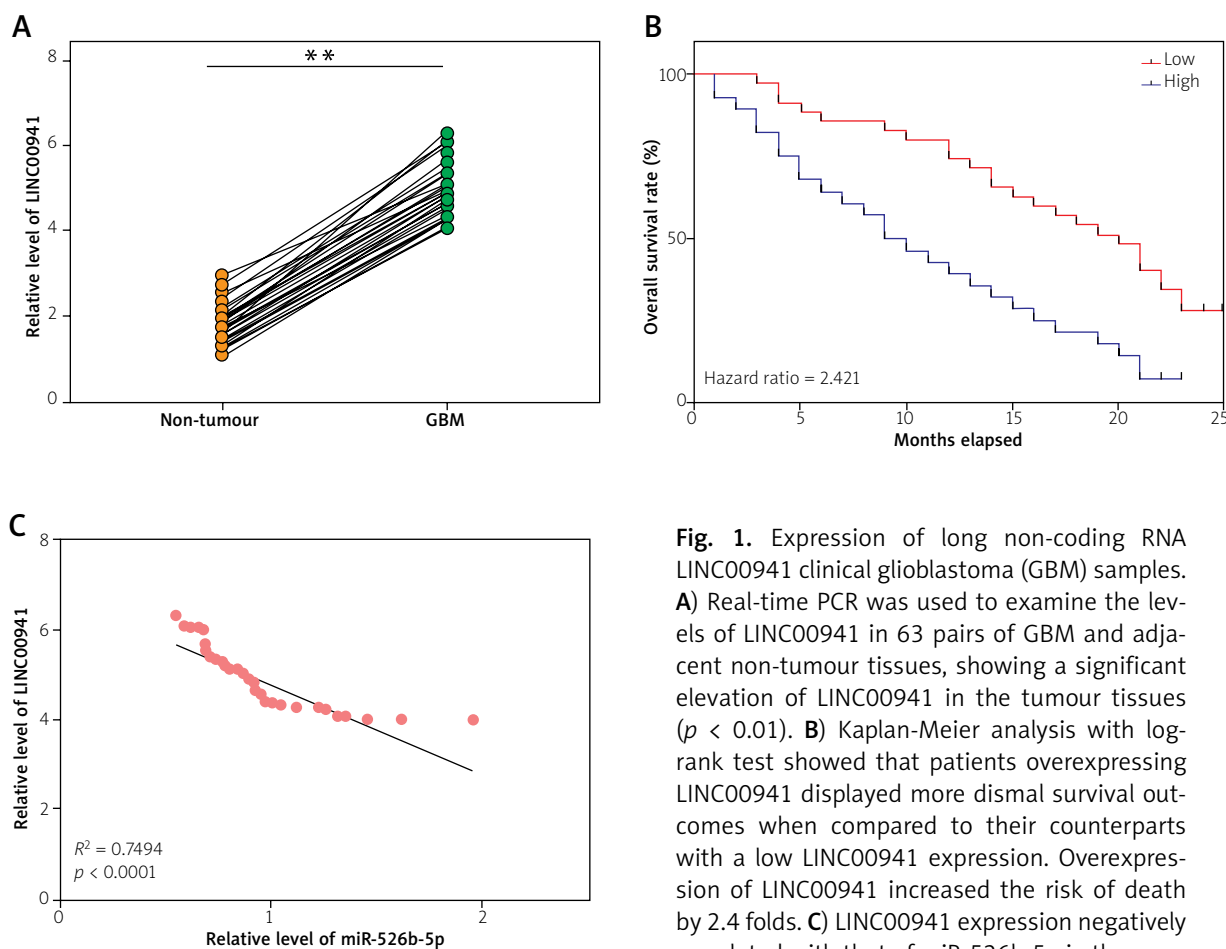 A
8
6
4
2
0
Relative level of LINC00941
**
Non-tumour
GBM
B
100
50
0
Overall survival rate (%)
Low
High
Hazard ratio = 2.421
0
5
10
15
20
25
Months elapsed
C
8
6
4
2
0
Relative level of LINC00941
R² = 0.7494
p < 0.0001
0
1
2
Relative level of miR-526b-5p
Fig. 1. Expression of long non-coding RNA
LINC00941 clinical glioblastoma (GBM) samples.
A) Real-time PCR was used to examine the lev-
els of LINC00941 in 63 pairs of GBM and adja-
cent non-tumour tissues, showing a significant
elevation of LINC00941 in the tumour tissues
(p < 0.01). B) Kaplan-Meier analysis with log-
rank test showed that patients overexpressing
LINC00941 displayed more dismal survival out-
comes when compared to their counterparts
with a low LINC00941 expression. Overexpres-
sion of LINC00941 increased the risk of death
by 2.4 folds. C) LINC00941 expression negatively